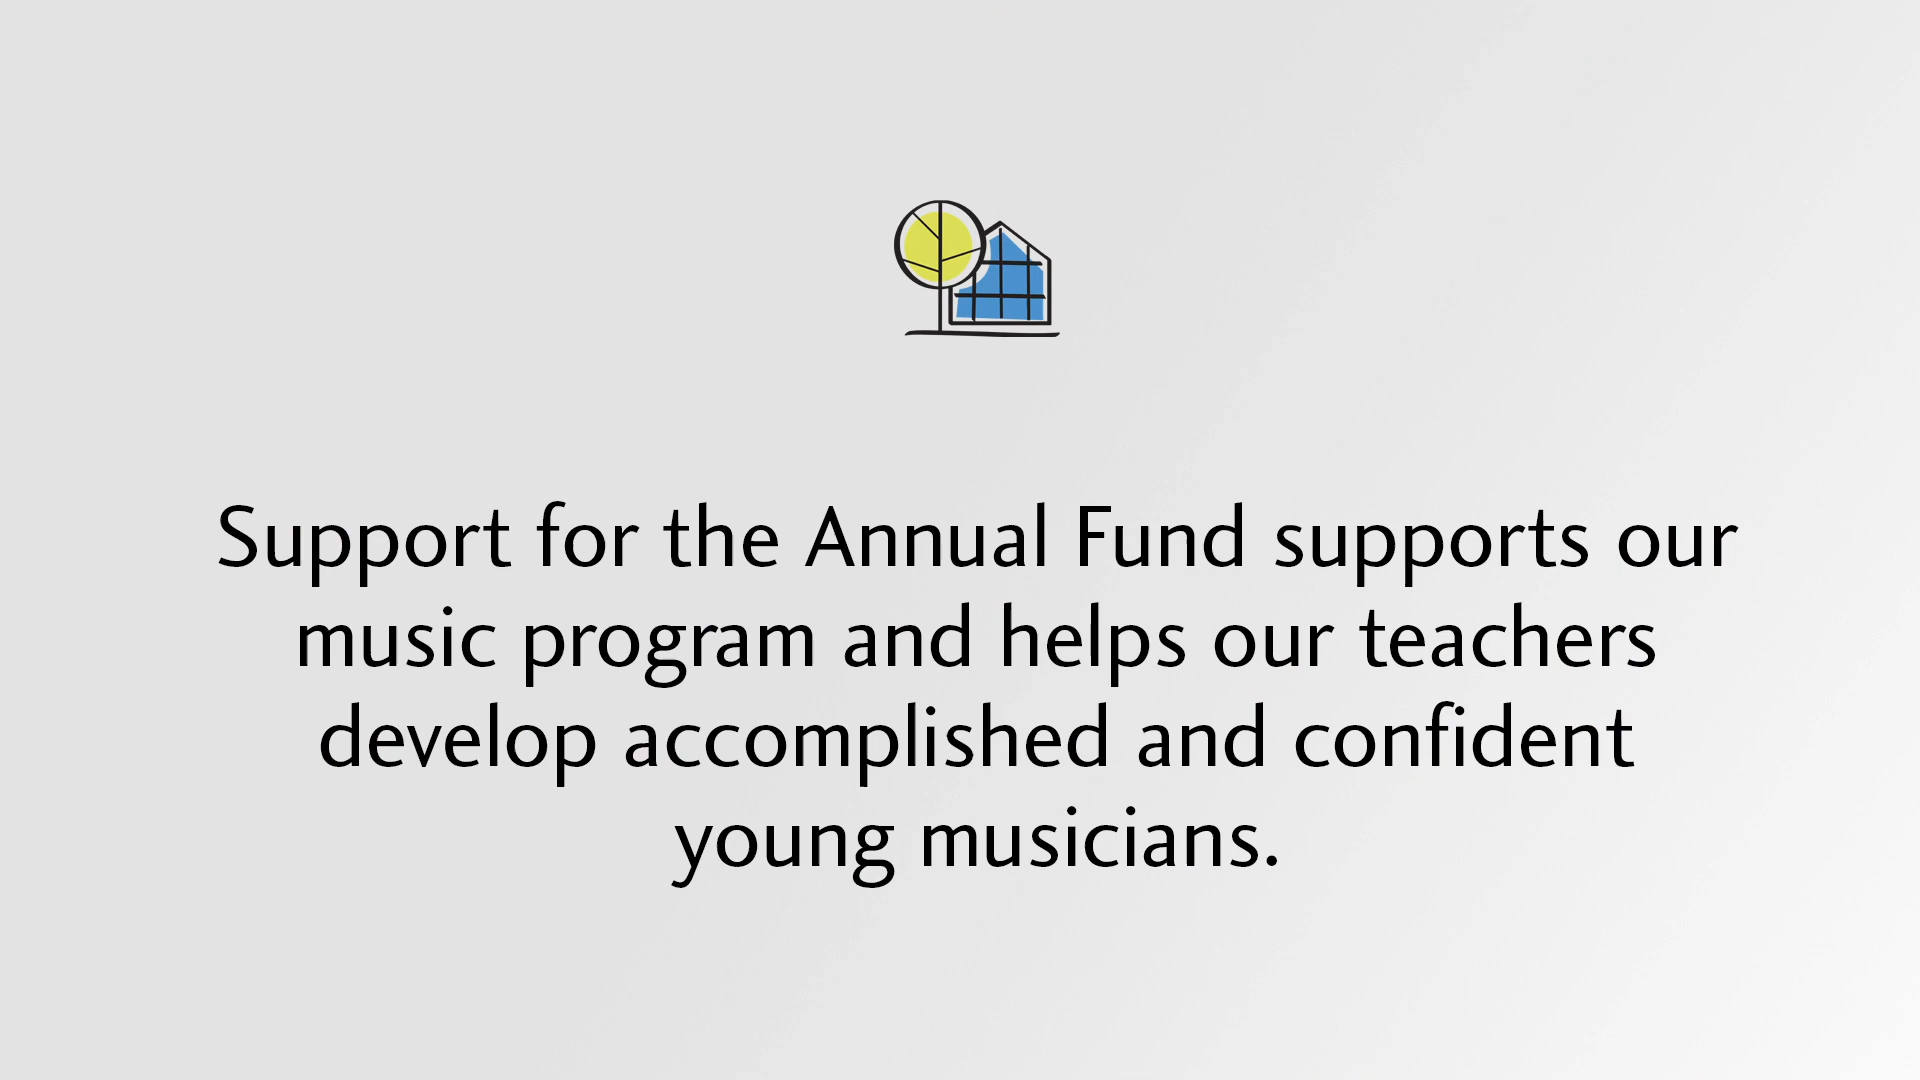 Support for the Annual Fund supports our
music program and helps our teachers
develop accomplished and confident
young musicians.